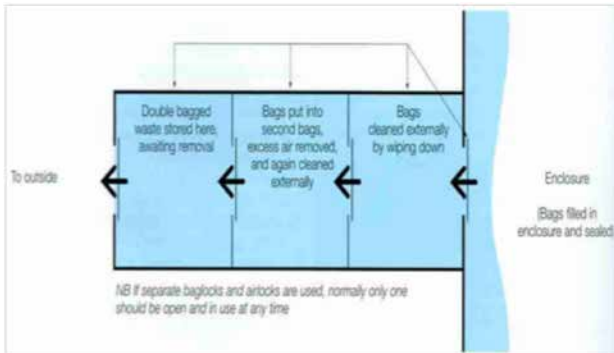 Double bagged
waste stored here,
awaiting removal
Bags put into
second bags,
excess air removed,
and again cleaned
externally
Bags
cleaned externally
by wiping down
To outside
Enclosure
(Bags filled in
enclosure and sealed
NB If separate baglocks and airlocks are used, normally only one
should be open and in use at any time